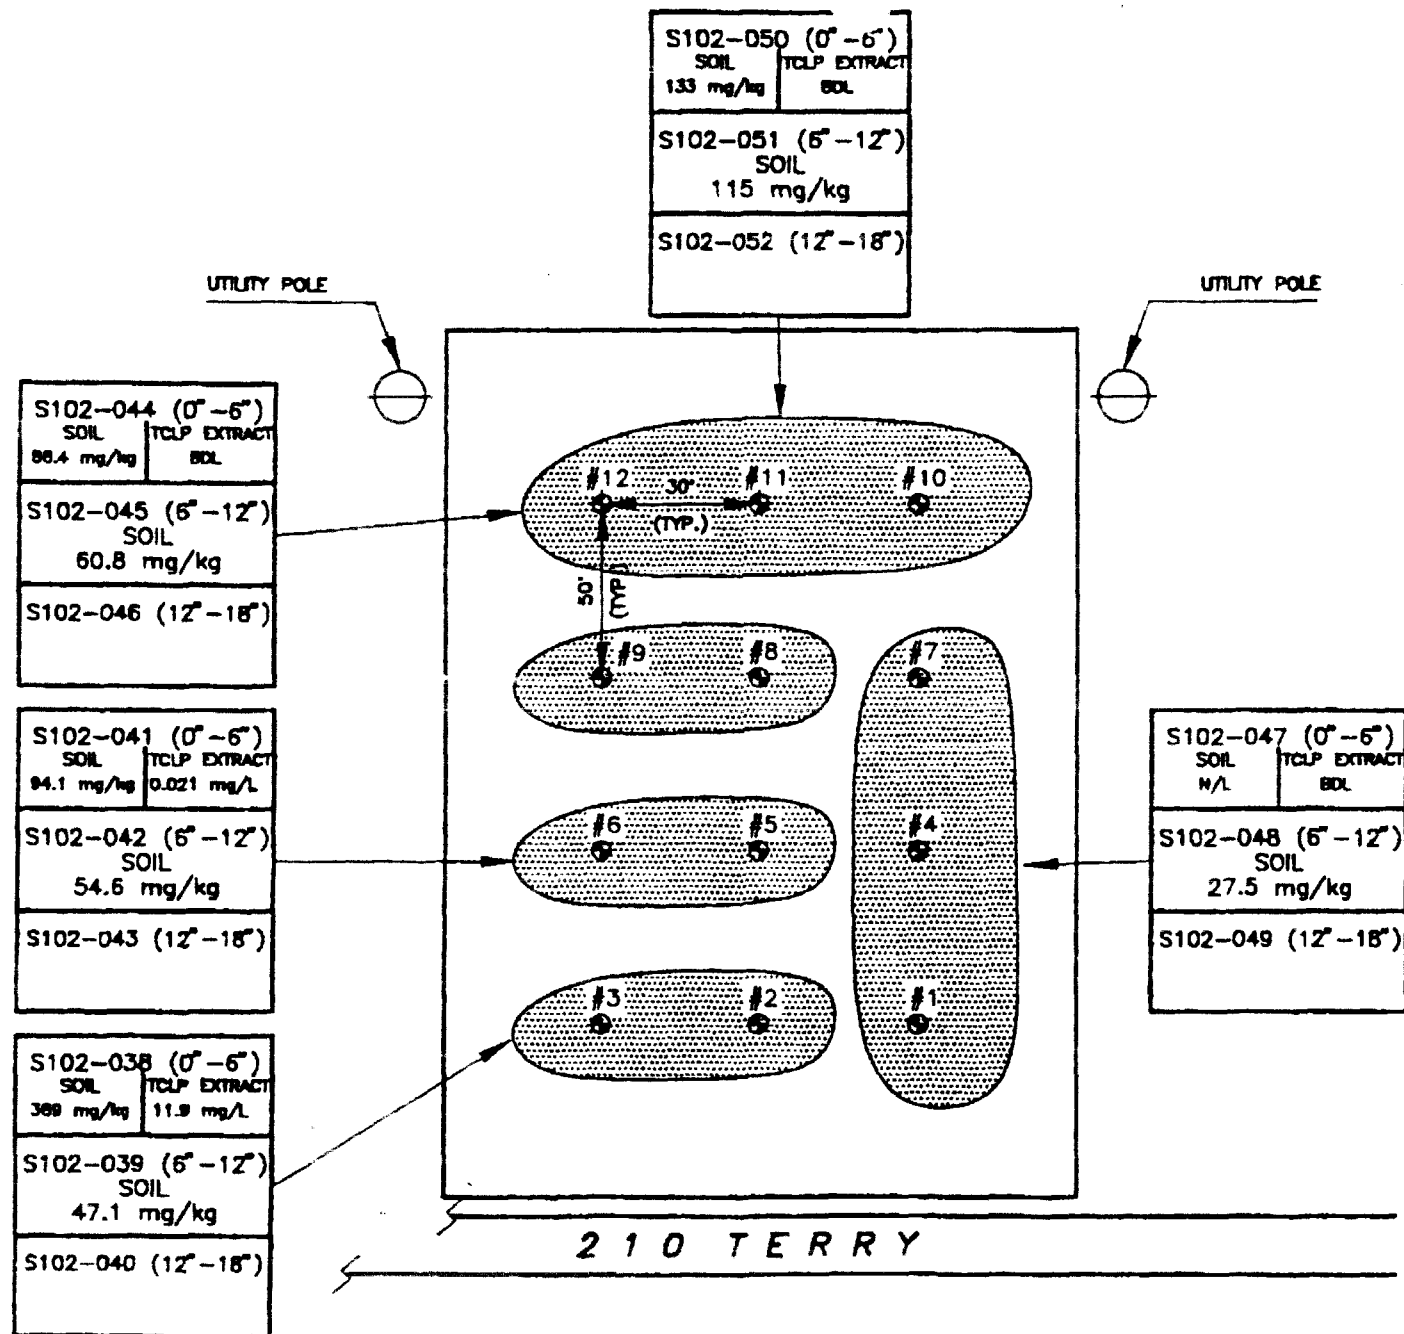 S102-050 (0"-6")
SOIL TCLP EXTRACT
133 mg/kg BDL
S102-051 (6"-12")
SOIL
115 mg/kg
S102-052 (12"-18")
UTILITY POLE
UTILITY POLE
S102-044 (0"-6")
SOIL TCLP EXTRACT
mg/kg BDL
S102-045 (6"-12")
SOIL
60.8 mg/kg
S102-046 (12"-18")
#12 #11 #10
30'
(TYP.)
50'
(TYP.)
#9 #8 #7
S102-041 (0"-6")
SOIL TCLP EXTRACT
94.1 mg/kg 0.021 mg/L
S102-042 (6"-12")
SOIL
54.6 mg/kg
S102-043 (12"-18")
#6 #5 #4
S102-047 (0"-6")
SOIL TCLP EXTRACT
N/L BDL
S102-048 (6"-12")
SOIL
27.5 mg/kg
S102-049 (12"-18")
#3 #2 #1
S102-038 (0"-6")
SOIL TCLP EXTRACT
369 mg/kg 11.9 mg/L
S102-039 (6"-12")
SOIL
47.1 mg/kg
S102-040 (12"-18")
210 TERRY